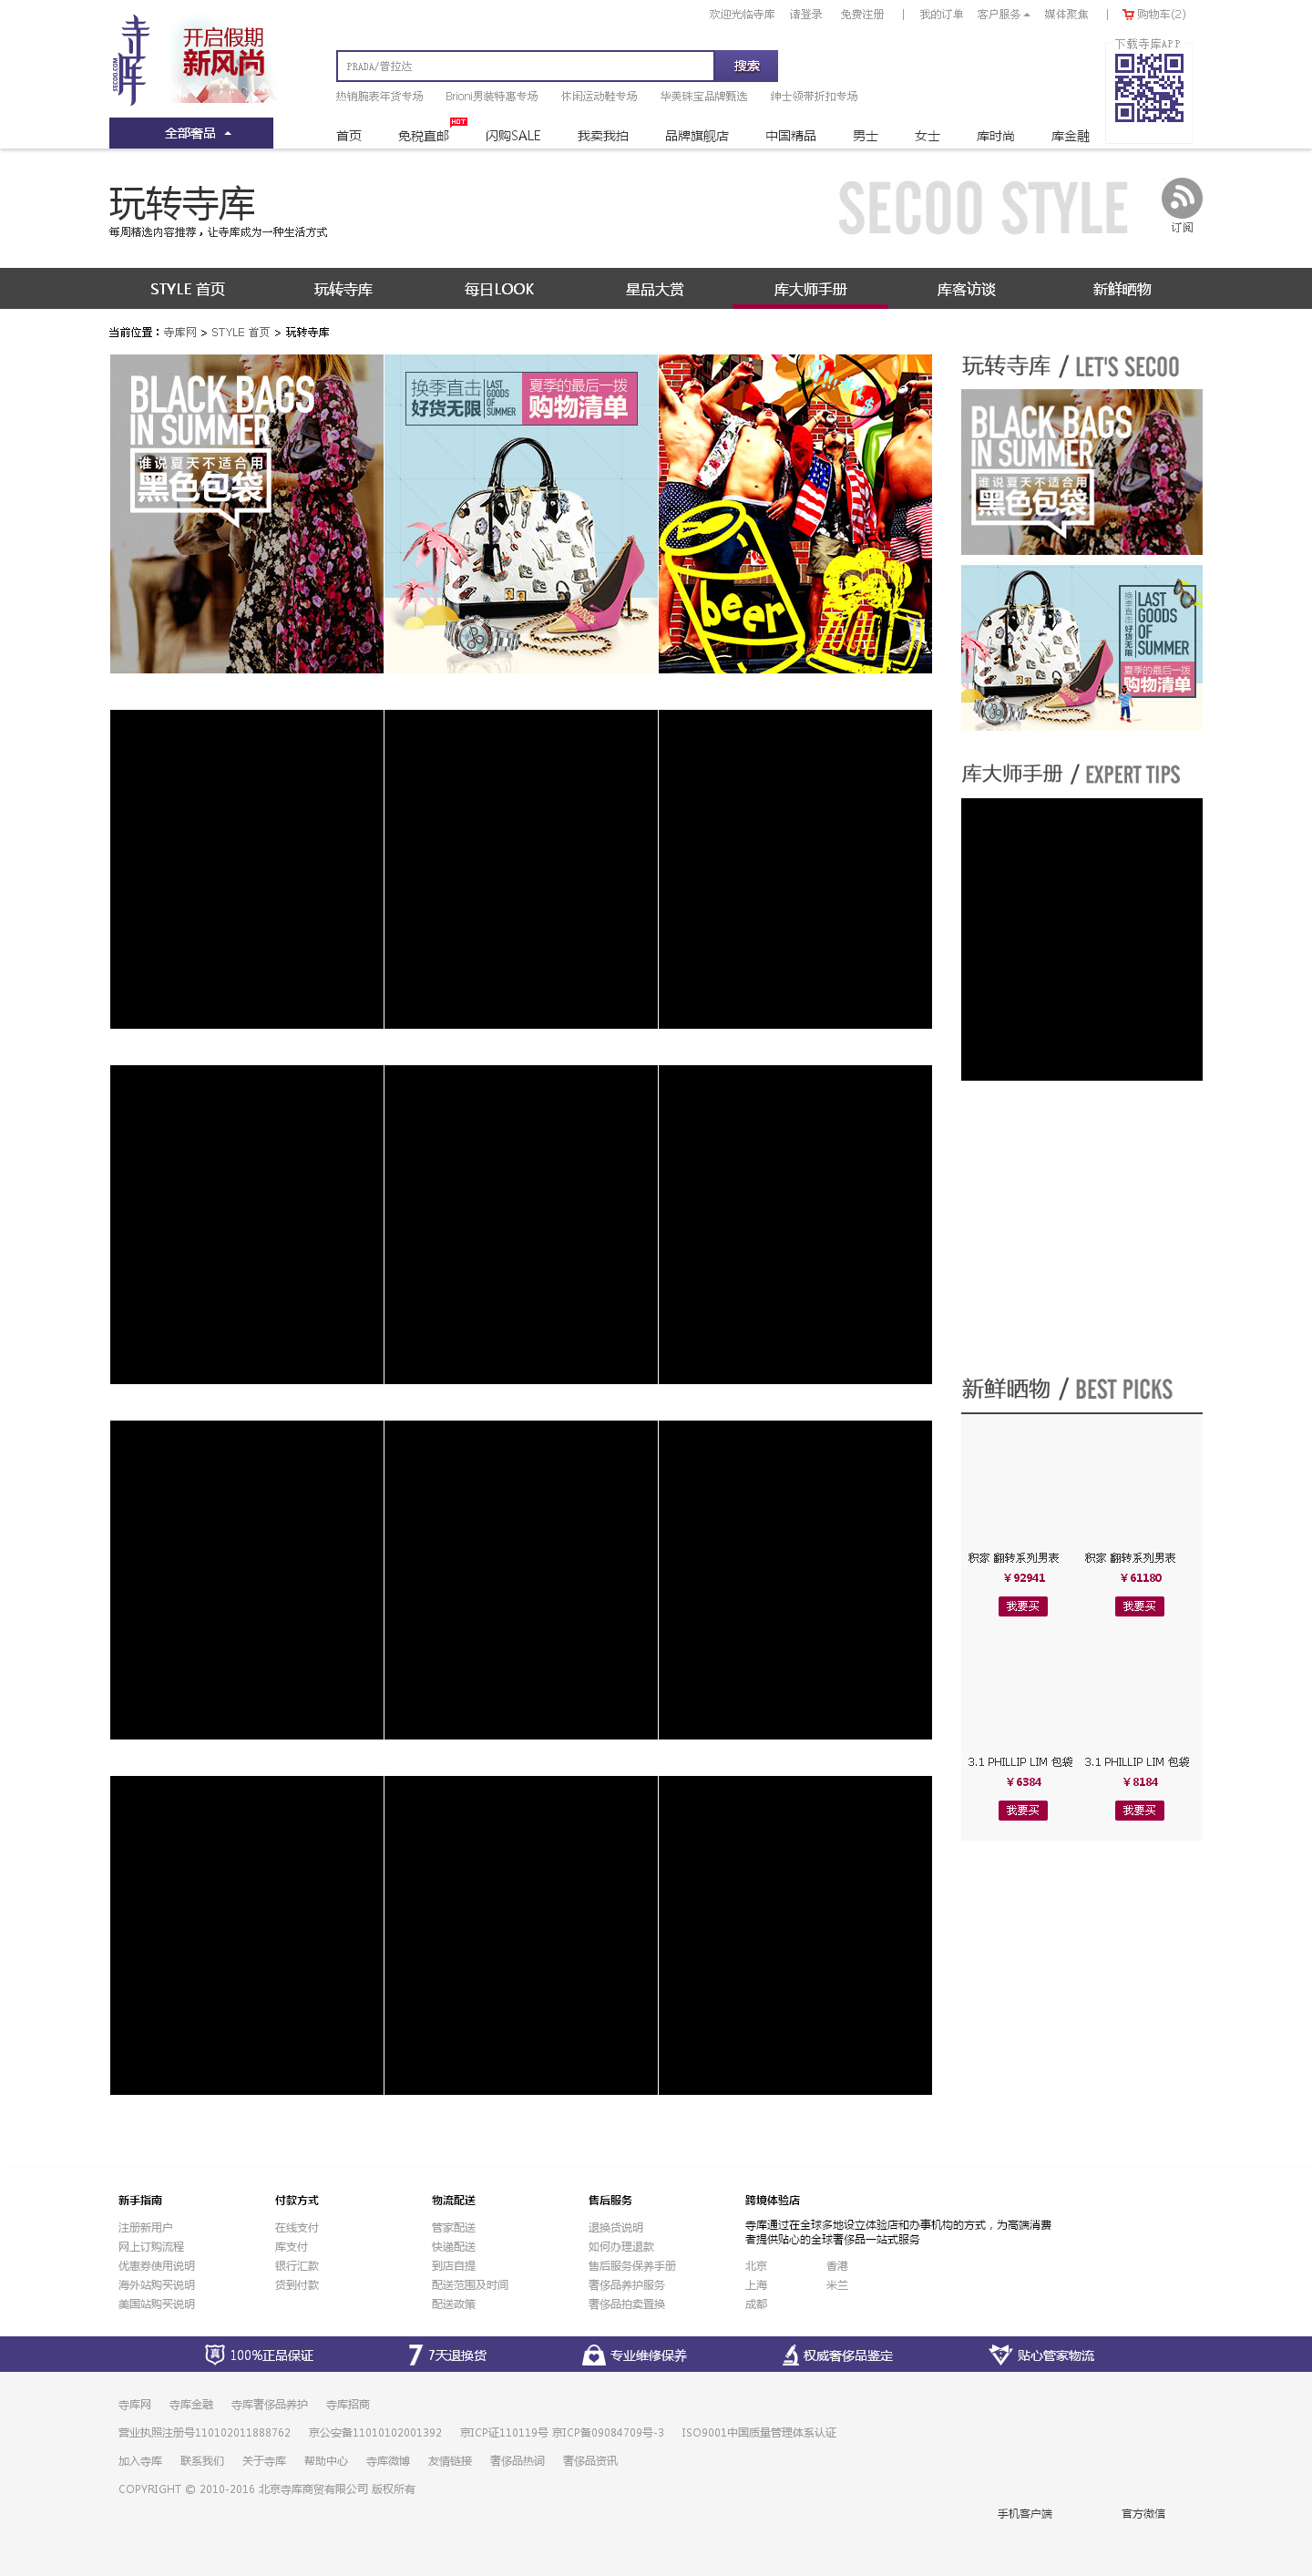 欢迎光临寺库 请登录 免费注册 | 我的订单 客户服务 媒体聚焦 | 购物车(2)
寺库
SECOO.COM
开启假期
新风尚
PRADA/普拉达 搜索
热销腕表年货专场 Brioni男装特惠专场 休闲运动鞋专场 华美珠宝品牌甄选 绅士领带折扣专场
下载寺库APP
全部奢品
首页 免税直邮 HOT 闪购SALE 我卖我拍 品牌旗舰店 中国精品 男士 女士 库时尚 库金融
玩转寺库
每周精选内容推荐，让寺库成为一种生活方式
SECOO STYLE
订阅
STYLE 首页 玩转寺库 每日LOOK 星品大赏 库大师手册 库客访谈 新鲜晒物
当前位置：寺库网 > STYLE 首页 > 玩转寺库
BLACK BAGS
IN SUMMER
谁说夏天不适合用
黑色包袋
换季直击
好货无限
LAST
GOODS
OF
SUMMER
夏季的最后一拨
购物清单
beer
玩转寺库 / LET'S SECOO
BLACK BAGS
IN SUMMER
谁说夏天不适合用
黑色包袋
换季直击
好货无限
LAST
GOODS
OF
SUMMER
夏季的最后一拨
购物清单
库大师手册 / EXPERT TIPS
新鲜晒物 / BEST PICKS
积家 翻转系列男表 积家 翻转系列男表
￥92941 ￥61180
我要买 我要买
3.1 PHILLIP LIM 包袋 3.1 PHILLIP LIM 包袋
￥6384 ￥8184
我要买 我要买
新手指南
注册新用户
网上订购流程
优惠券使用说明
海外站购买说明
美国站购买说明
付款方式
在线支付
库支付
银行汇款
货到付款
物流配送
管家配送
快递配送
到店自提
配送范围及时间
配送政策
售后服务
退换货说明
如何办理退款
售后服务保养手册
奢侈品养护服务
奢侈品拍卖置换
跨境体验店
寺库通过在全球多地设立体验店和办事机构的方式，为高端消费
者提供贴心的全球奢侈品一站式服务
北京 香港
上海 米兰
成都
真 100%正品保证 7 7天退换货 专业维修保养 权威奢侈品鉴定 贴心管家物流
寺库网 寺库金融 寺库奢侈品养护 寺库招商
营业执照注册号110102011888762 京公安备11010102001392 京ICP证110119号 京ICP备09084709号-3 ISO9001中国质量管理体系认证
加入寺库 联系我们 关于寺库 帮助中心 寺库微博 友情链接 奢侈品热词 奢侈品资讯
COPYRIGHT © 2010-2016 北京寺库商贸有限公司 版权所有
手机客户端 官方微信